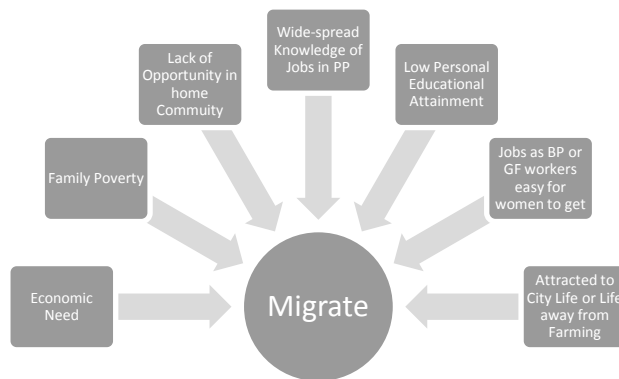 Wide-spread
Knowledge of
Jobs in PP
Lack of
Opportunity in
home
Commuity
Low Personal
Educational
Attainment
Family Poverty
Jobs as BP or
GF workers
easy for
women to get
Economic
Need
Migrate
Attracted to
City Life or Life
away from
Farming